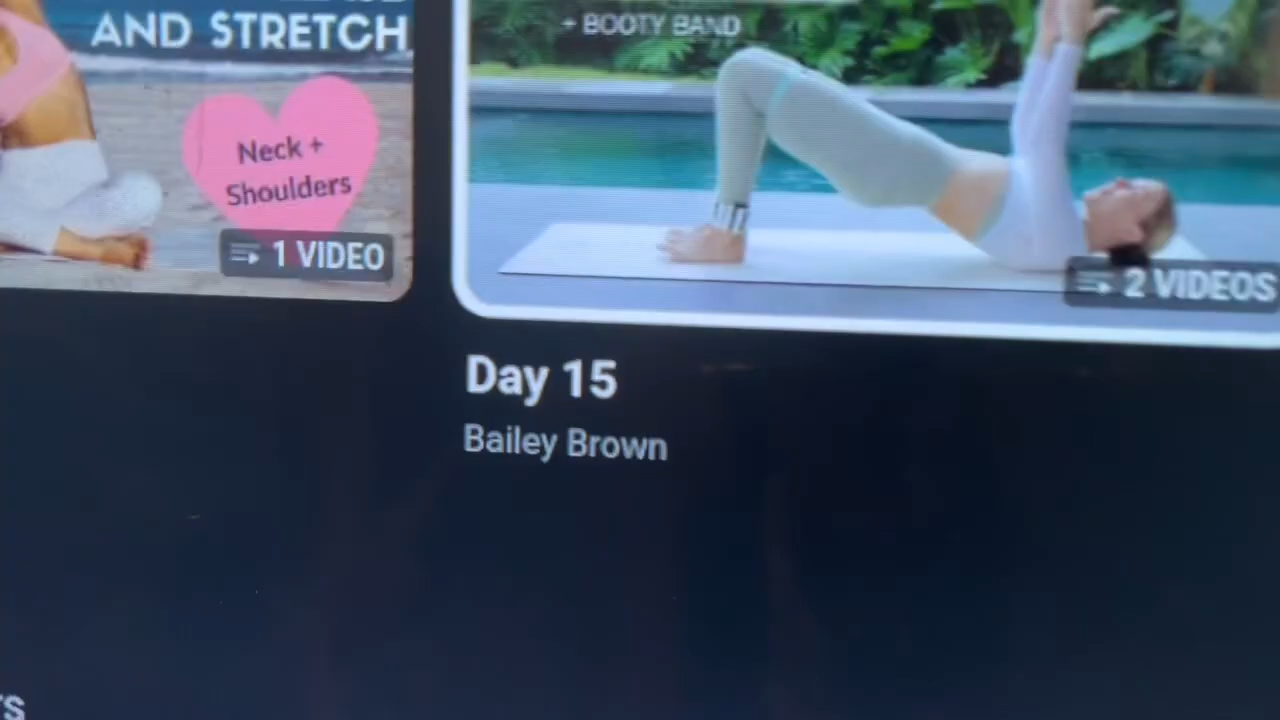 AND STRETCH
Neck +
Shoulders
1 VIDEO
+ BOOTY BAND
2 VIDEOS
Day 15
Bailey Brown